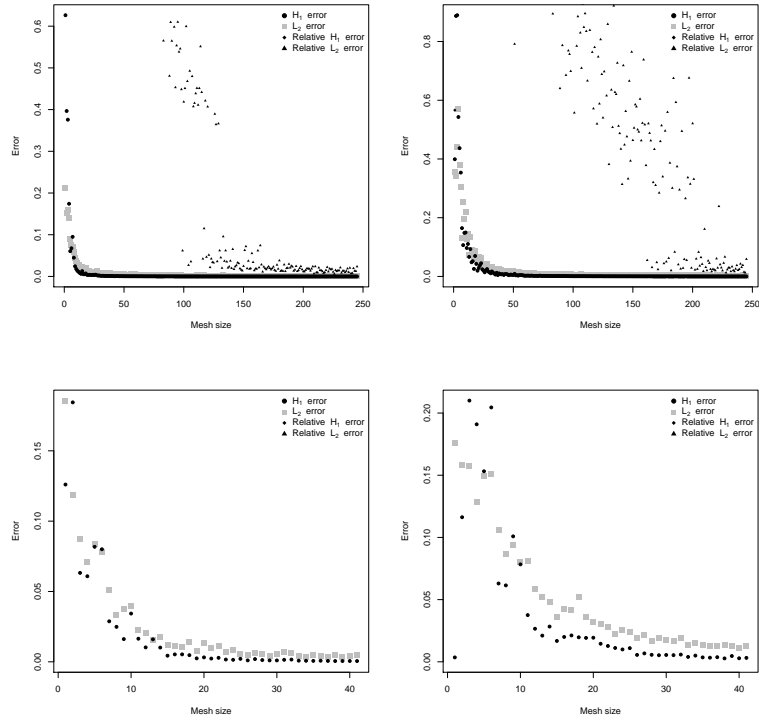 H1 error
L2 error
Relative H1 error
Relative L2 error
Error
0.6
0.5
0.4
0.3
0.2
0.1
0.0
0 50 100 150 200 250
Mesh size
H1 error
L2 error
Relative H1 error
Relative L2 error
Error
0.8
0.6
0.4
0.2
0.0
0 50 100 150 200 250
Mesh size
H1 error
L2 error
Relative H1 error
Relative L2 error
Error
0.15
0.10
0.05
0.00
0 10 20 30 40
Mesh size
H1 error
L2 error
Relative H1 error
Relative L2 error
Error
0.20
0.15
0.10
0.05
0.00
0 10 20 30 40
Mesh size